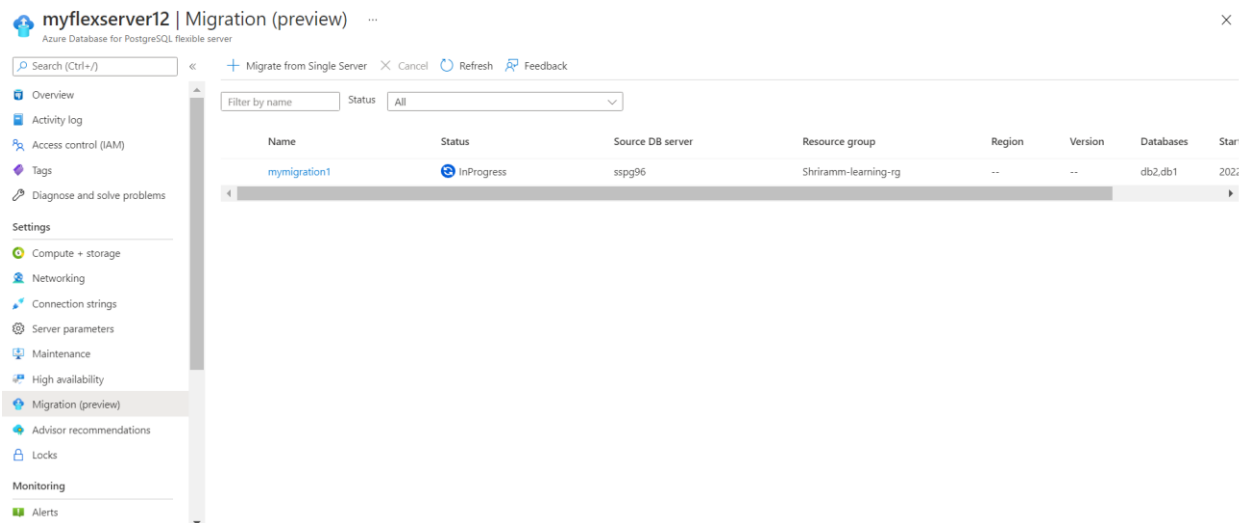 myflexserver12 | Migration (preview) ...
Azure Database for PostgreSQL flexible server
Search (Ctrl+/) «
Migrate from Single Server Cancel Refresh Feedback
Overview
Activity log
Access control (IAM)
Tags
Diagnose and solve problems
Settings
Compute + storage
Networking
Connection strings
Server parameters
Maintenance
High availability
Migration (preview)
Advisor recommendations
Locks
Monitoring
Alerts
Filter by name Status All
Name Status Source DB server Resource group Region Version Databases Star
mymigration1 InProgress sspg96 Shriramm-learning-rg -- -- db2,db1 2022